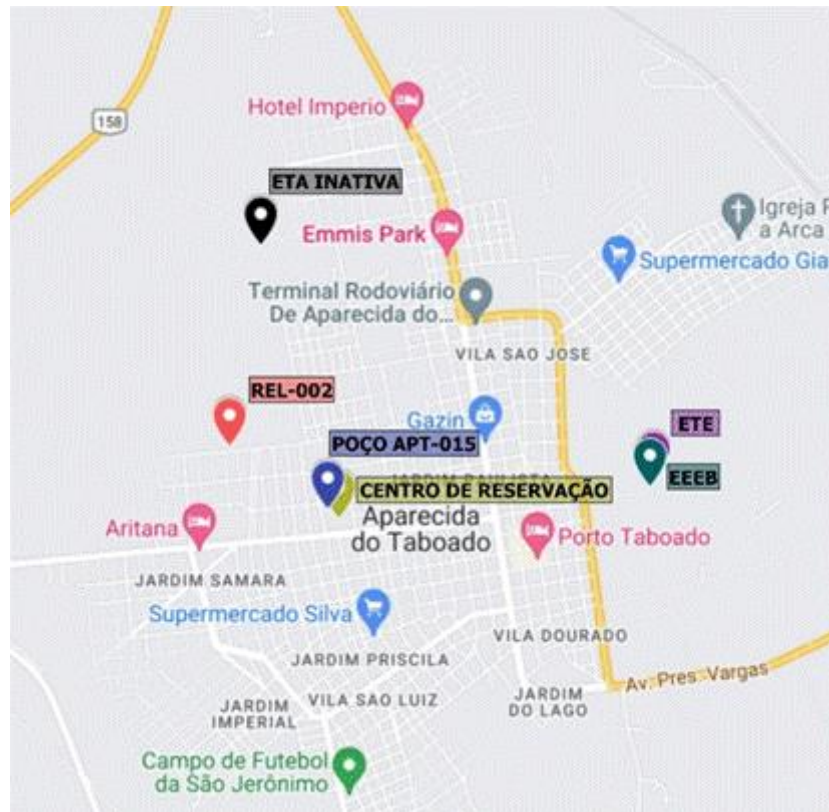 Hotel Imperio
158
ETA INATIVA
Igreja P
a Arca
Emmis Park
Supermercado Gia
Terminal Rodoviário
De Aparecida do...
VILA SAO JOSE
REL-002
Gazin
ETE
POÇO APT-015
EEEB
CENTRO DE RESERVAÇÃO
Aparecida
do Taboado
Aritana
Porto Taboado
JARDIM SAMARA
Supermercado Silva
VILA DOURADO
JARDIM PRISCILA
Av. Pres. Vargas
JARDIM
IMPERIAL
VILA SAO LUIZ
JARDIM
DO LAGO
Campo de Futebol
da São Jerônimo